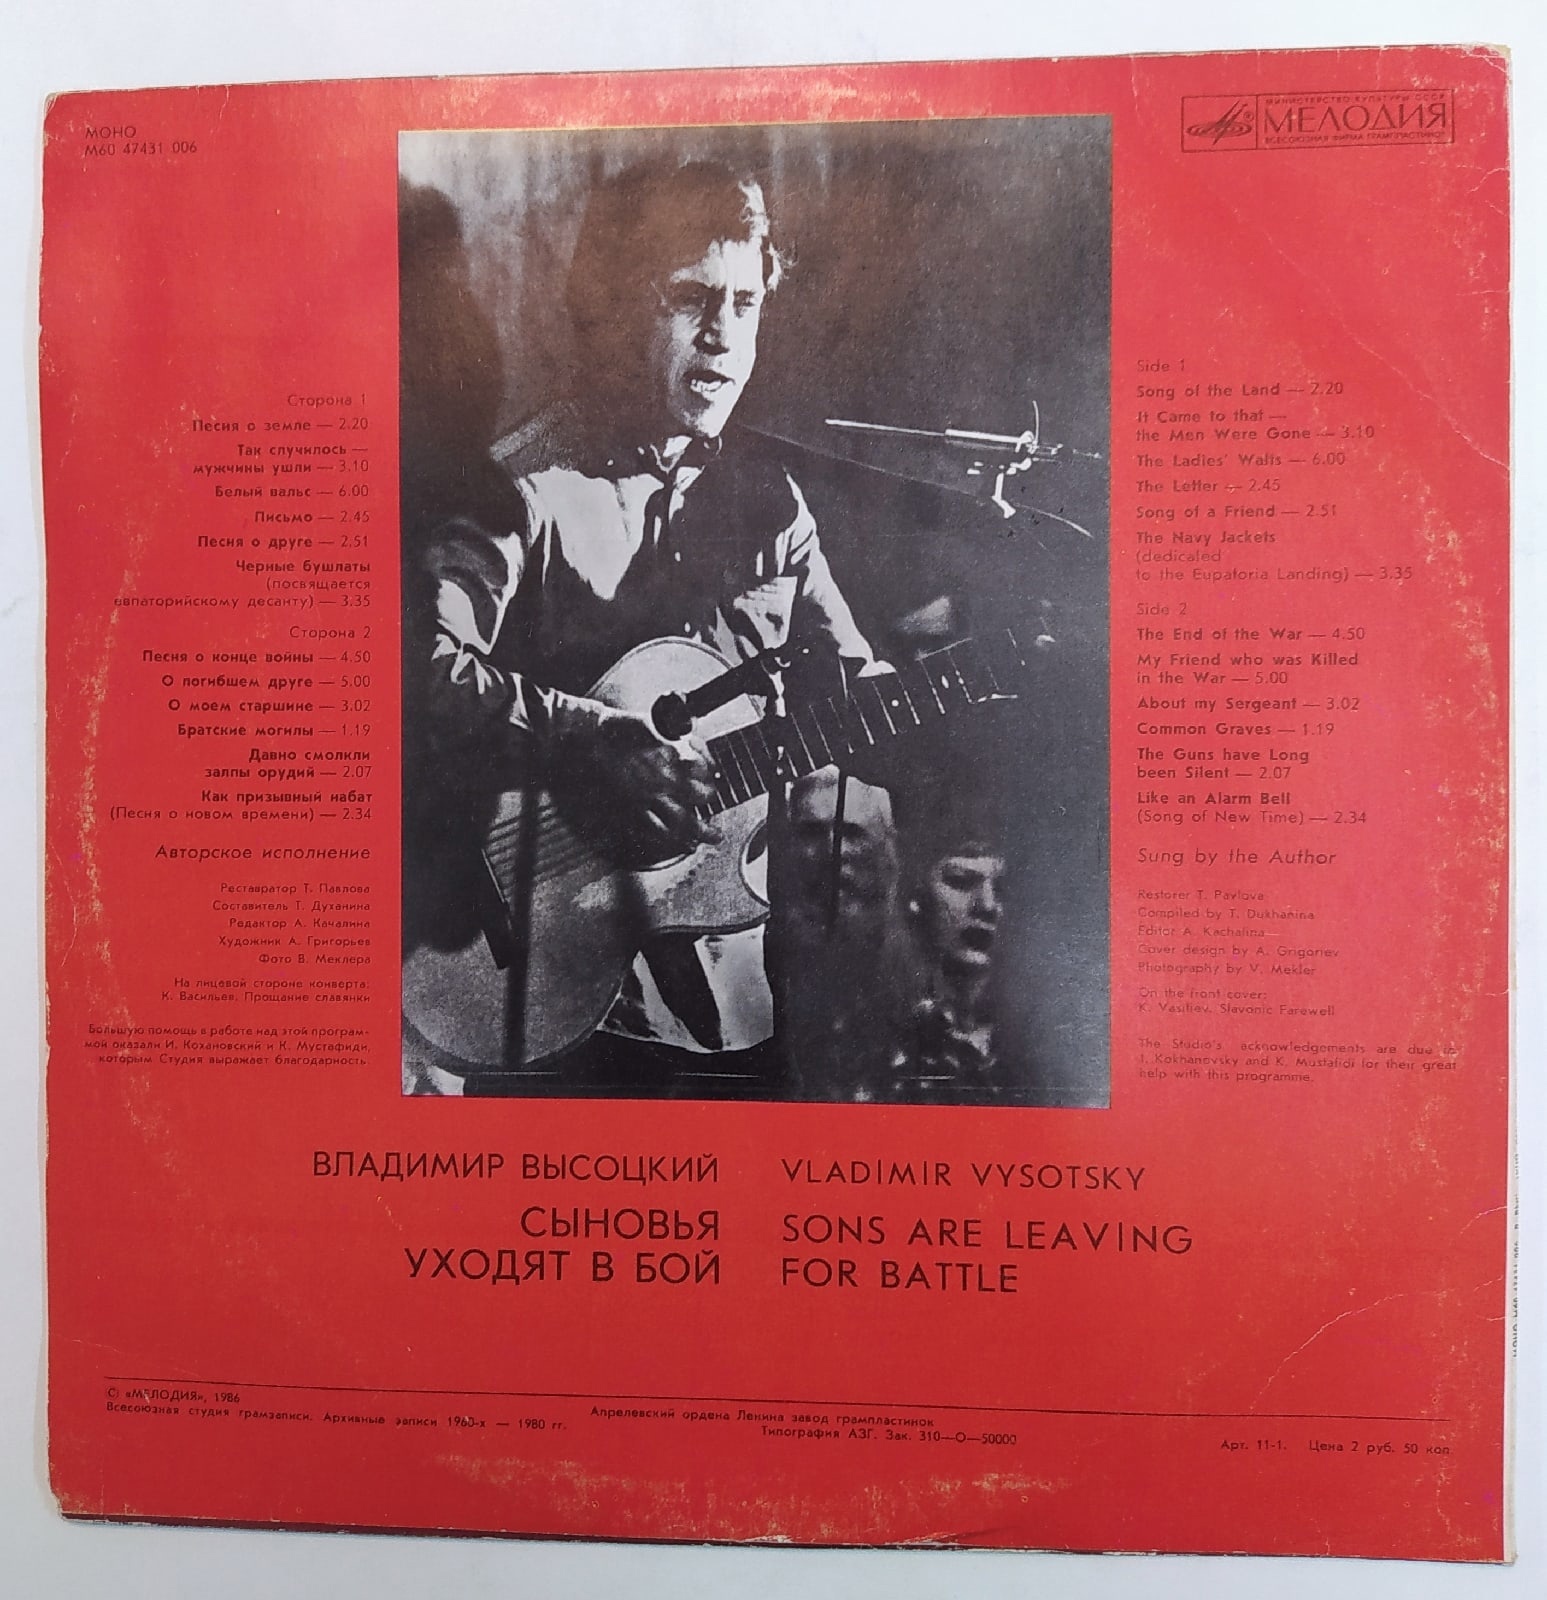 МОНО
М60 47431 006
МИНИСТЕРСТВО КУЛЬТУРЫ СССР
МЕЛОДИЯ
ВСЕСОЮЗНАЯ ФИРМА ГРАМПЛАСТИНОК
Сторона 1
Песня о земле — 2.20
Так случилось —
мужчины ушли — 3.10
Белый вальс — 6.00
Письмо — 2.45
Песня о друге — 2.51
Черные бушлаты
(посвящается
евпаторийскому десанту) — 3.35
Сторона 2
Песня о конце войны — 4.50
О погибшем друге — 5.00
О моем старшине — 3.02
Братские могилы — 1.19
Давно смолкли
залпы орудий — 2.07
Как призывный набат
(Песня о новом времени) — 2.34
Авторское исполнение
Реставратор Т. Павлова
Составитель Т. Духанина
Редактор А. Качалина
Художник А. Григорьев
Фото В. Меклера
На лицевой стороне конверта:
К. Васильев. Прощание славянки
Большую помощь в работе над этой програм-
мой оказали И. Кохановский и К. Мустафиди,
которым Студия выражает благодарность.
Side 1
Song of the Land — 2.20
It Came to that —
the Men Were Gone — 3.10
The Ladies' Walts — 6.00
The Letter — 2.45
Song of a Friend — 2.51
The Navy Jackets
(dedicated
to the Eupatoria Landing) — 3.35
Side 2
The End of the War — 4.50
My Friend who was Killed
in the War — 5.00
About my Sergeant — 3.02
Common Graves — 1.19
The Guns have Long
been Silent — 2.07
Like an Alarm Bell
(Song of New Time) — 2.34
Sung by the Author
Restorer T. Pavlova
Compiled by T. Dukhanina
Editor A. Kachalina
Cover design by A. Grigoriev
Photography by V. Mekler
On the front cover:
K. Vasiliev. Slavonic Farewell
The Studio's acknowledgements are due to
I. Kokhanovsky and K. Mustafidi for their great
help with this programme.
ВЛАДИМИР ВЫСОЦКИЙ
СЫНОВЬЯ
УХОДЯТ В БОЙ
VLADIMIR VYSOTSKY
SONS ARE LEAVING
FOR BATTLE
© «МЕЛОДИЯ», 1986
Всесоюзная студия грамзаписи. Архивные записи 1960-х — 1980 гг.
Апрелевский ордена Ленина завод грампластинок
Типография АЗГ. Зак. 310—О—50000
Арт. 11-1. Цена 2 руб. 50 коп.